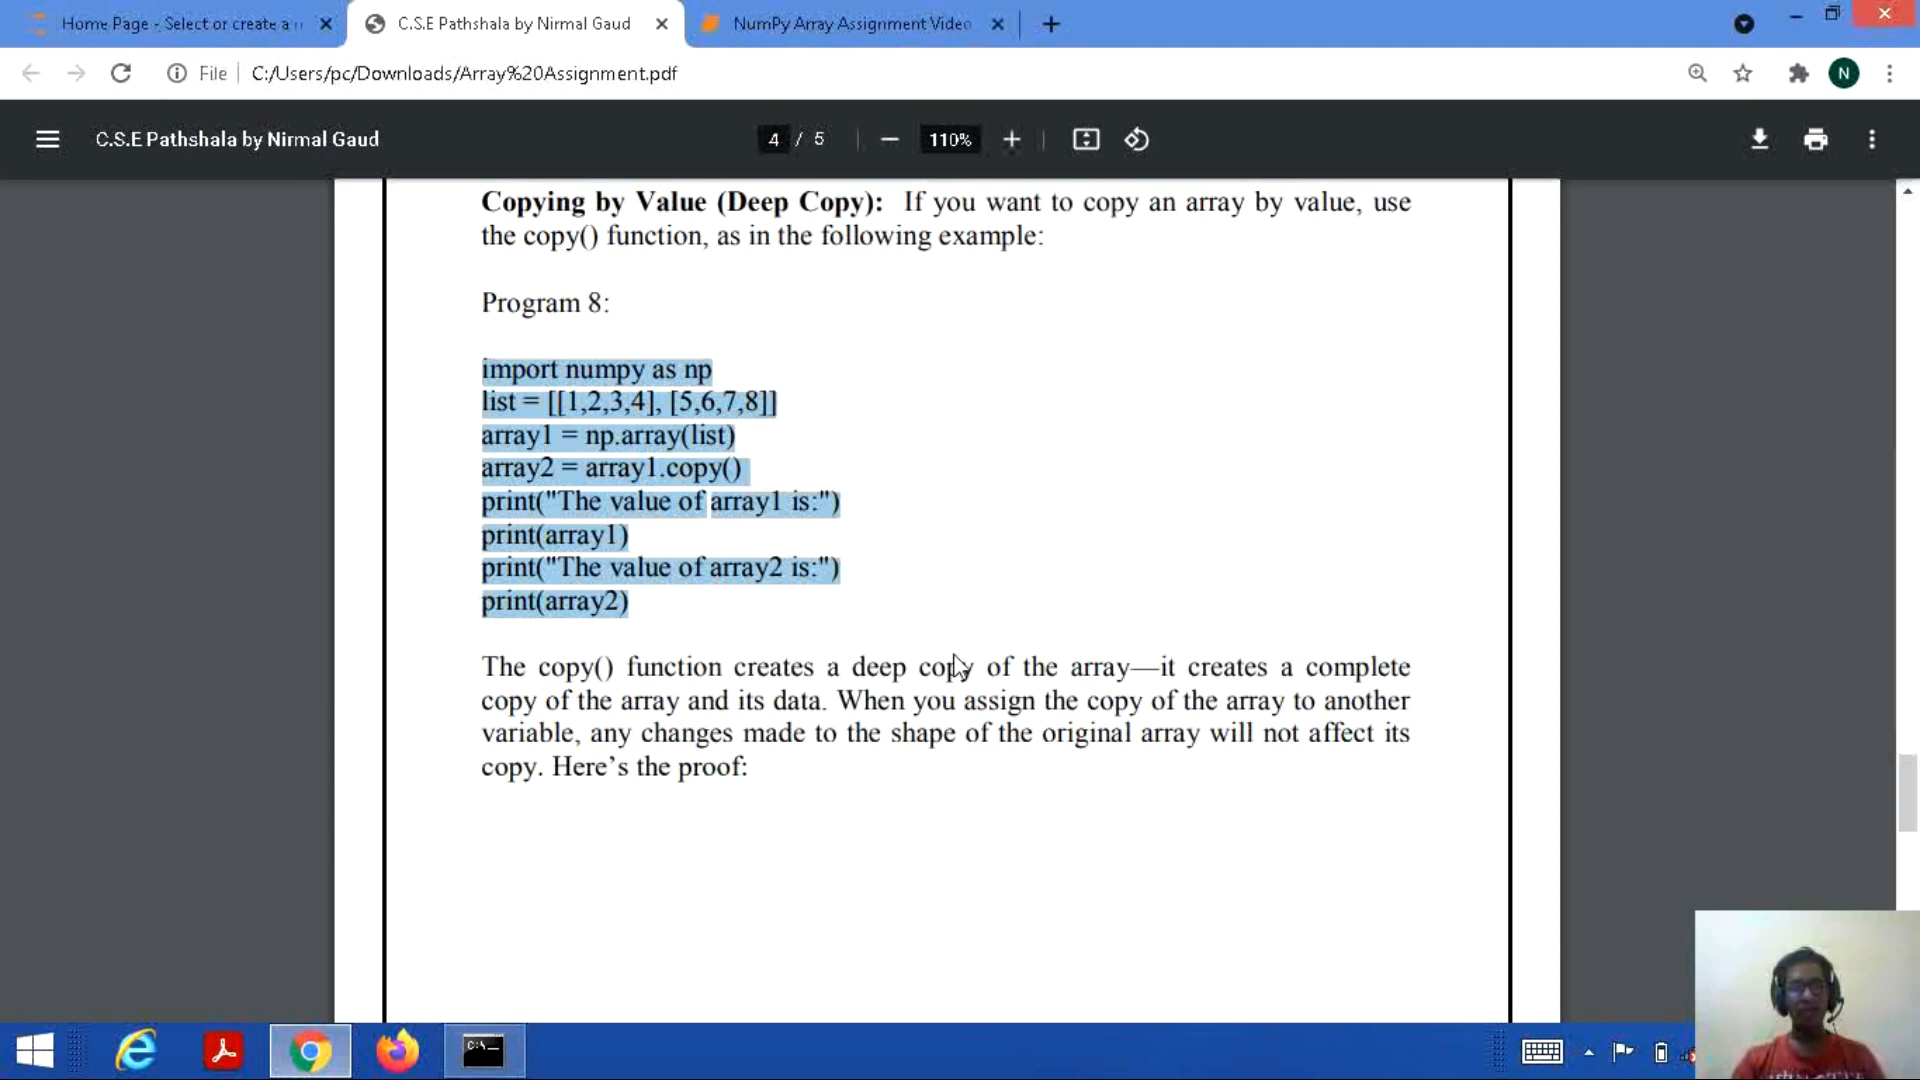 Home Page - Select or create a n
C.S.E Pathshala by Nirmal Gaud
NumPy Array Assignment Video
File
C:/Users/pc/Downloads/Array%20Assignment.pdf
N
C.S.E Pathshala by Nirmal Gaud
4 / 5
110%
Copying by Value (Deep Copy): If you want to copy an array by value, use
the copy() function, as in the following example:
Program 8:
import numpy as np
list = [[1,2,3,4], [5,6,7,8]]
array1 = np.array(list)
array2 = array1.copy()
print("The value of array1 is:")
print(array1)
print("The value of array2 is:")
print(array2)
The copy() function creates a deep copy of the array—it creates a complete
copy of the array and its data. When you assign the copy of the array to another
variable, any changes made to the shape of the original array will not affect its
copy. Here’s the proof: